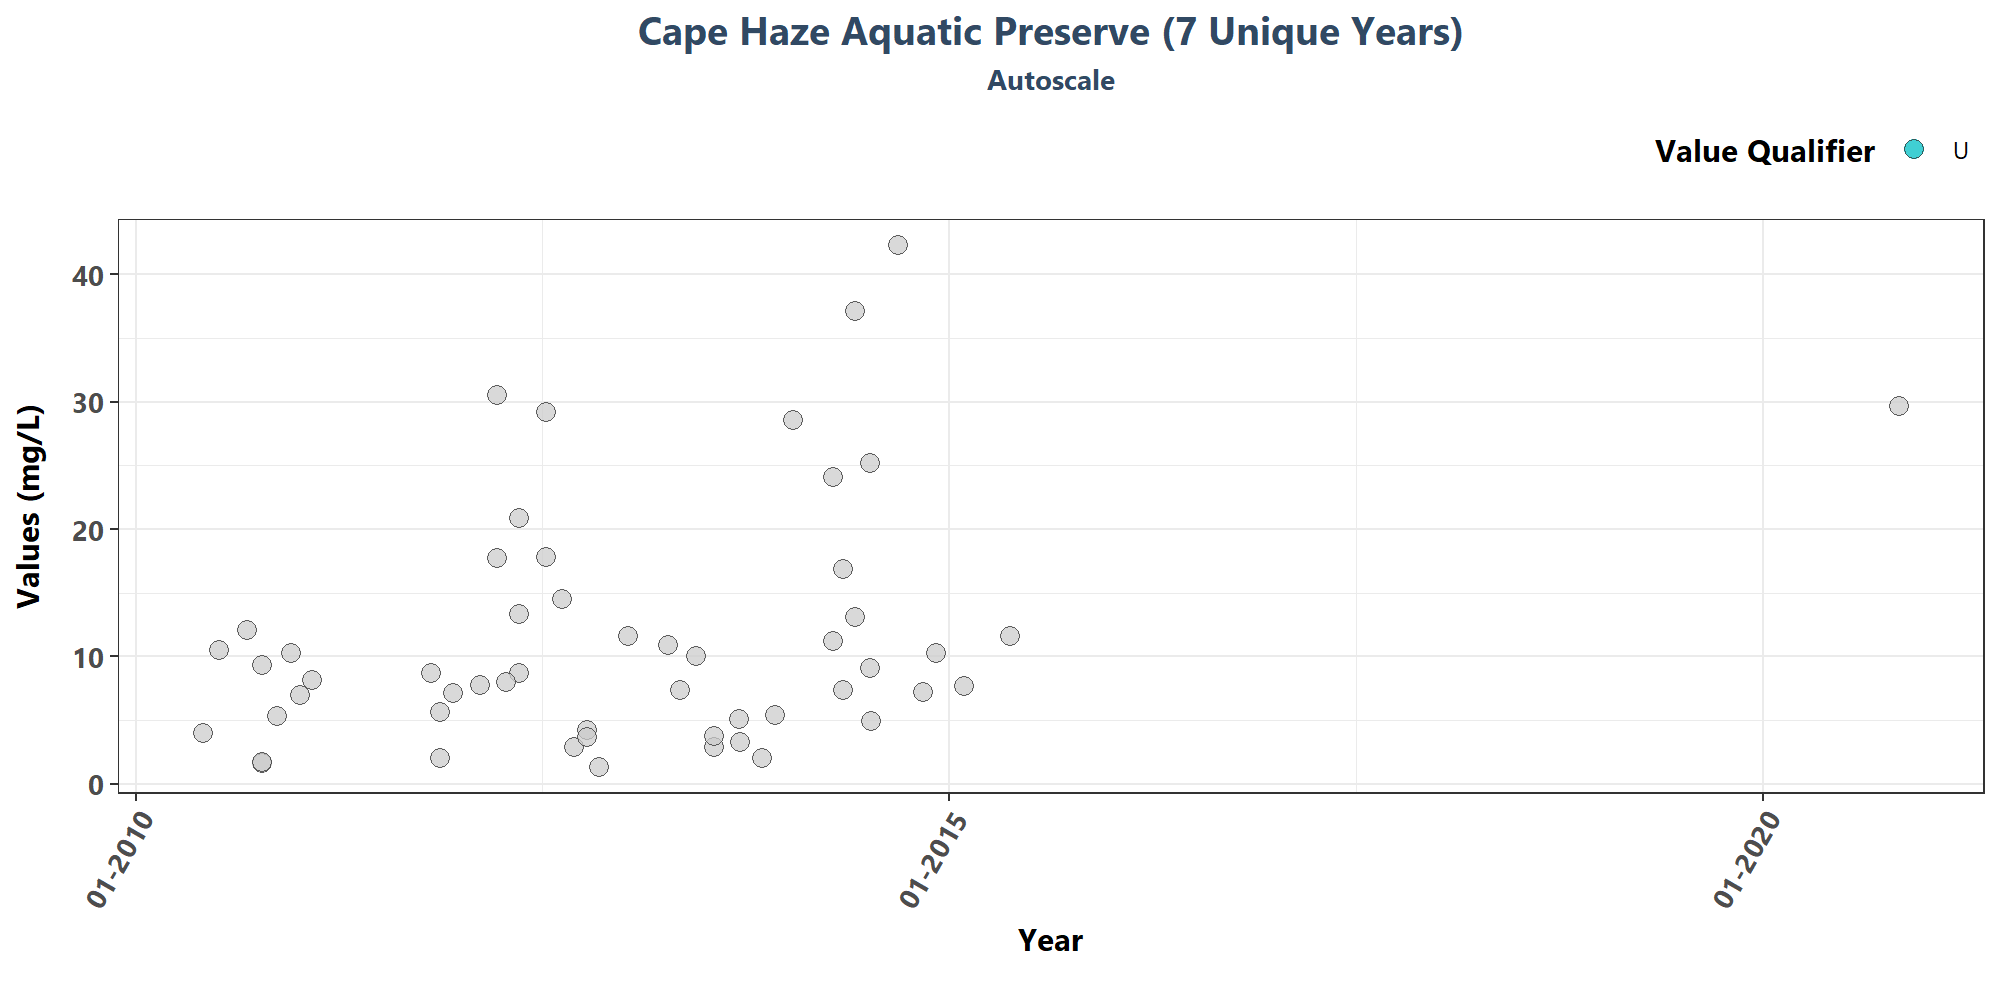 Cape Haze Aquatic Preserve (7 Unique Years)
Autoscale
Value Qualifier U
Values (mg/L)
40
30
20
10
0
01-2010
01-2015
01-2020
Year